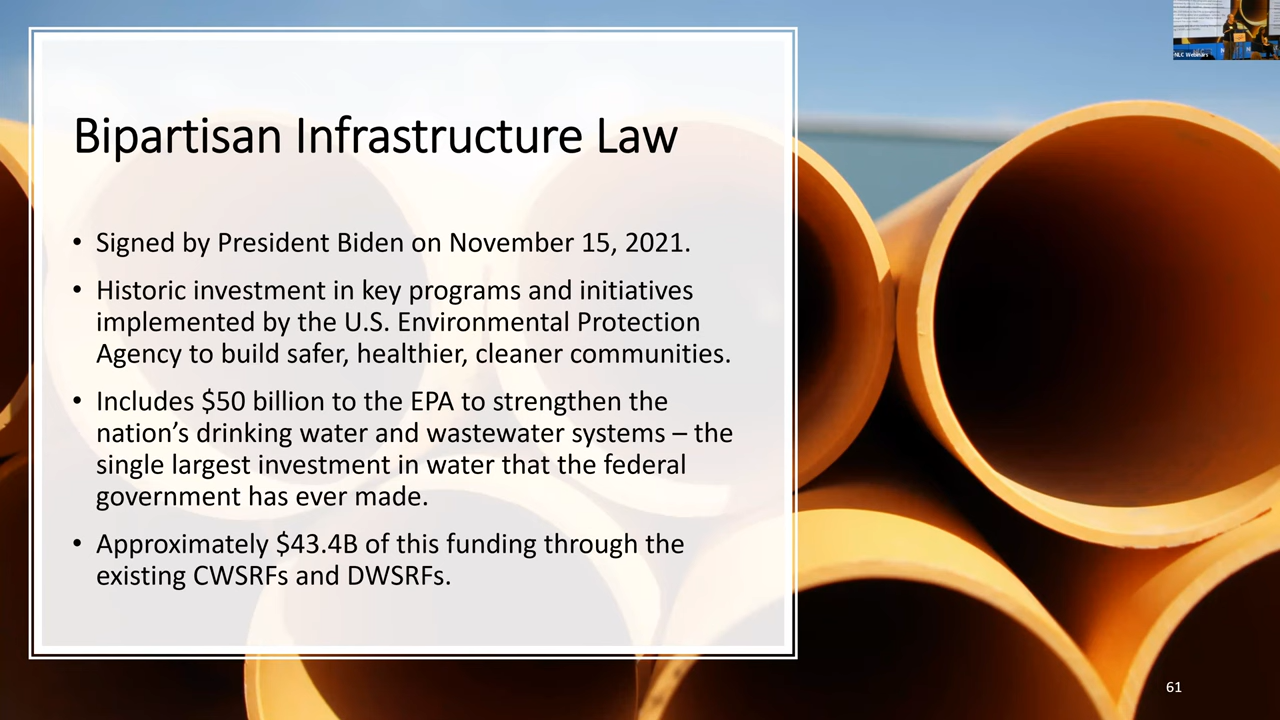 NLC Webinars
Bipartisan Infrastructure Law
• Signed by President Biden on November 15, 2021.
• Historic investment in key programs and initiatives
implemented by the U.S. Environmental Protection
Agency to build safer, healthier, cleaner communities.
• Includes $50 billion to the EPA to strengthen the
nation’s drinking water and wastewater systems – the
single largest investment in water that the federal
government has ever made.
• Approximately $43.4B of this funding through the
existing CWSRFs and DWSRFs.
61